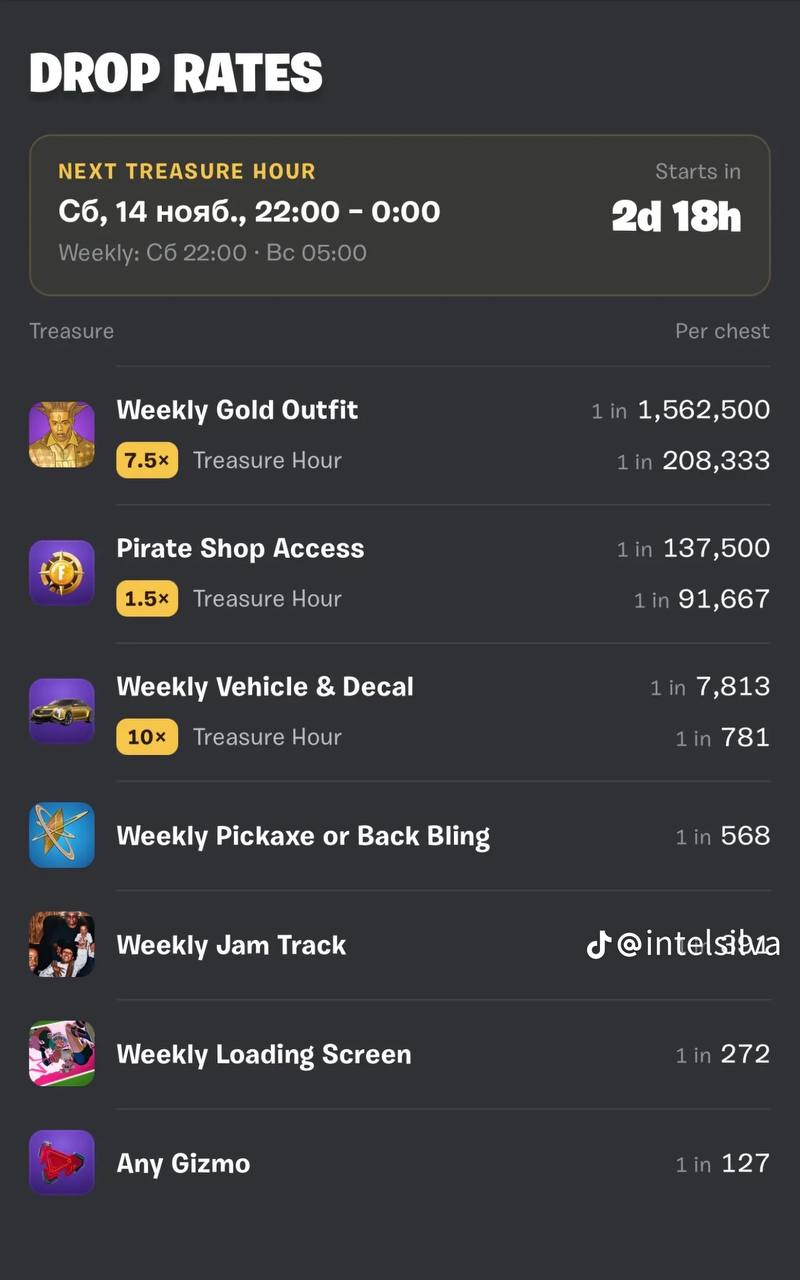 DROP RATES
NEXT TREASURE HOUR
Starts in
Сб, 14 нояб., 22:00 – 0:00
2d 18h
Weekly: Сб 22:00 · Вс 05:00
Treasure
Per chest
Weekly Gold Outfit
1 in 1,562,500
7.5× Treasure Hour
1 in 208,333
Pirate Shop Access
1 in 137,500
1.5× Treasure Hour
1 in 91,667
Weekly Vehicle & Decal
1 in 7,813
10× Treasure Hour
1 in 781
Weekly Pickaxe or Back Bling
1 in 568
Weekly Jam Track
@intelsilva
Weekly Loading Screen
1 in 272
Any Gizmo
1 in 127